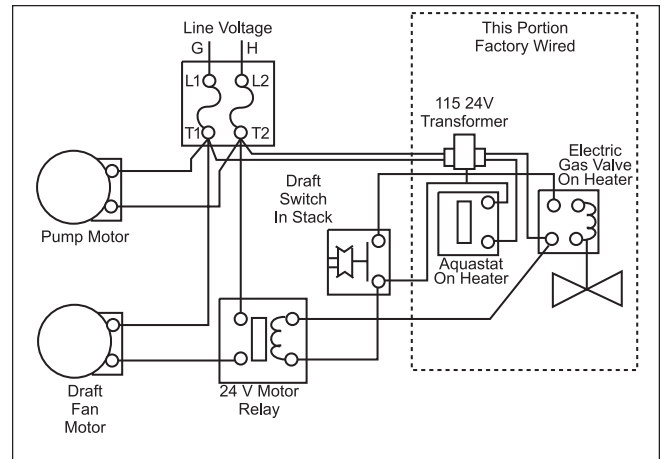 Line Voltage
G H
L1 L2
T1 T2
This Portion
Factory Wired
115 24V
Transformer
Electric
Gas Valve
On Heater
Draft
Switch
In Stack
Pump Motor
Aquastat
On Heater
Draft
Fan
Motor
24 V Motor
Relay